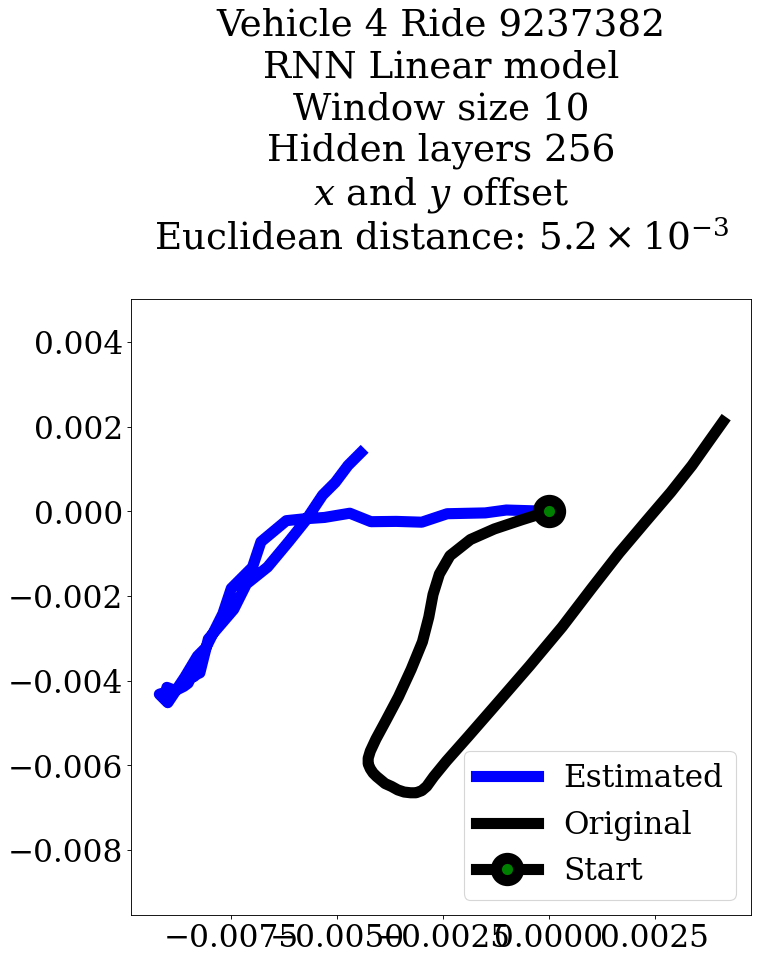 Vehicle 4 Ride 9237382
RNN Linear model
Window size 10
Hidden layers 256
x and y offset
Euclidean distance: 5.2 × 10⁻³
0.004
0.002
0.000
−0.002
−0.004
−0.006
−0.008
Estimated
Original
Start
−0.0075 −0.0050 −0.0025 0.0000 0.0025